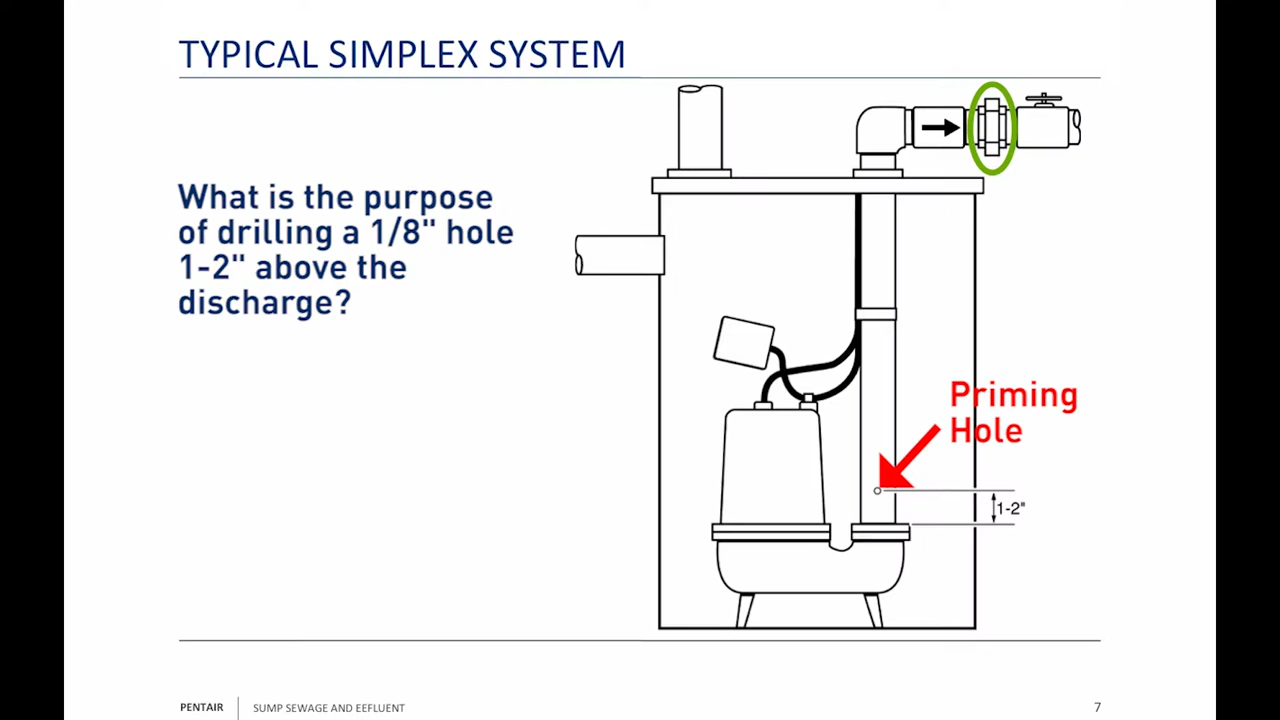 TYPICAL SIMPLEX SYSTEM
What is the purpose
of drilling a 1/8" hole
1-2" above the
discharge?
Priming
Hole
1-2"
PENTAIR
SUMP SEWAGE AND EEFLUENT
7